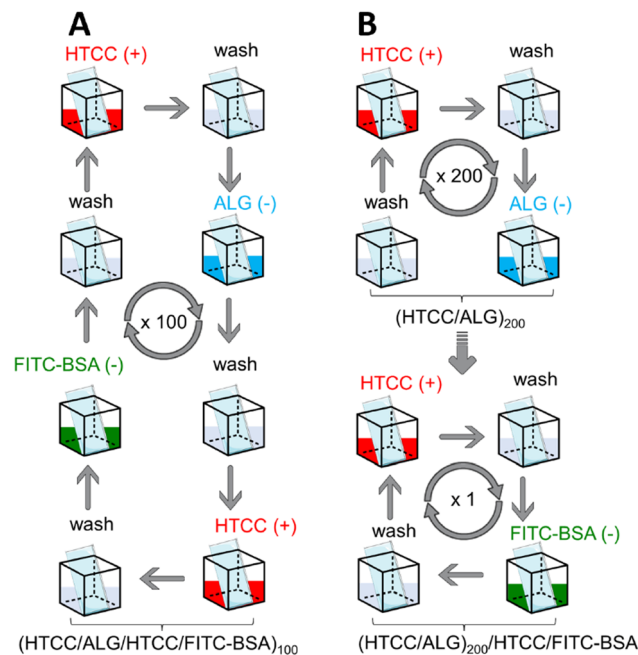 A
HTCC (+)
wash
wash
ALG (-)
x 100
FITC-BSA (-)
wash
wash
HTCC (+)
(HTCC/ALG/HTCC/FITC-BSA)100
B
HTCC (+)
wash
x 200
wash
ALG (-)
(HTCC/ALG)200
HTCC (+)
wash
x 1
wash
FITC-BSA (-)
(HTCC/ALG)200/HTCC/FITC-BSA